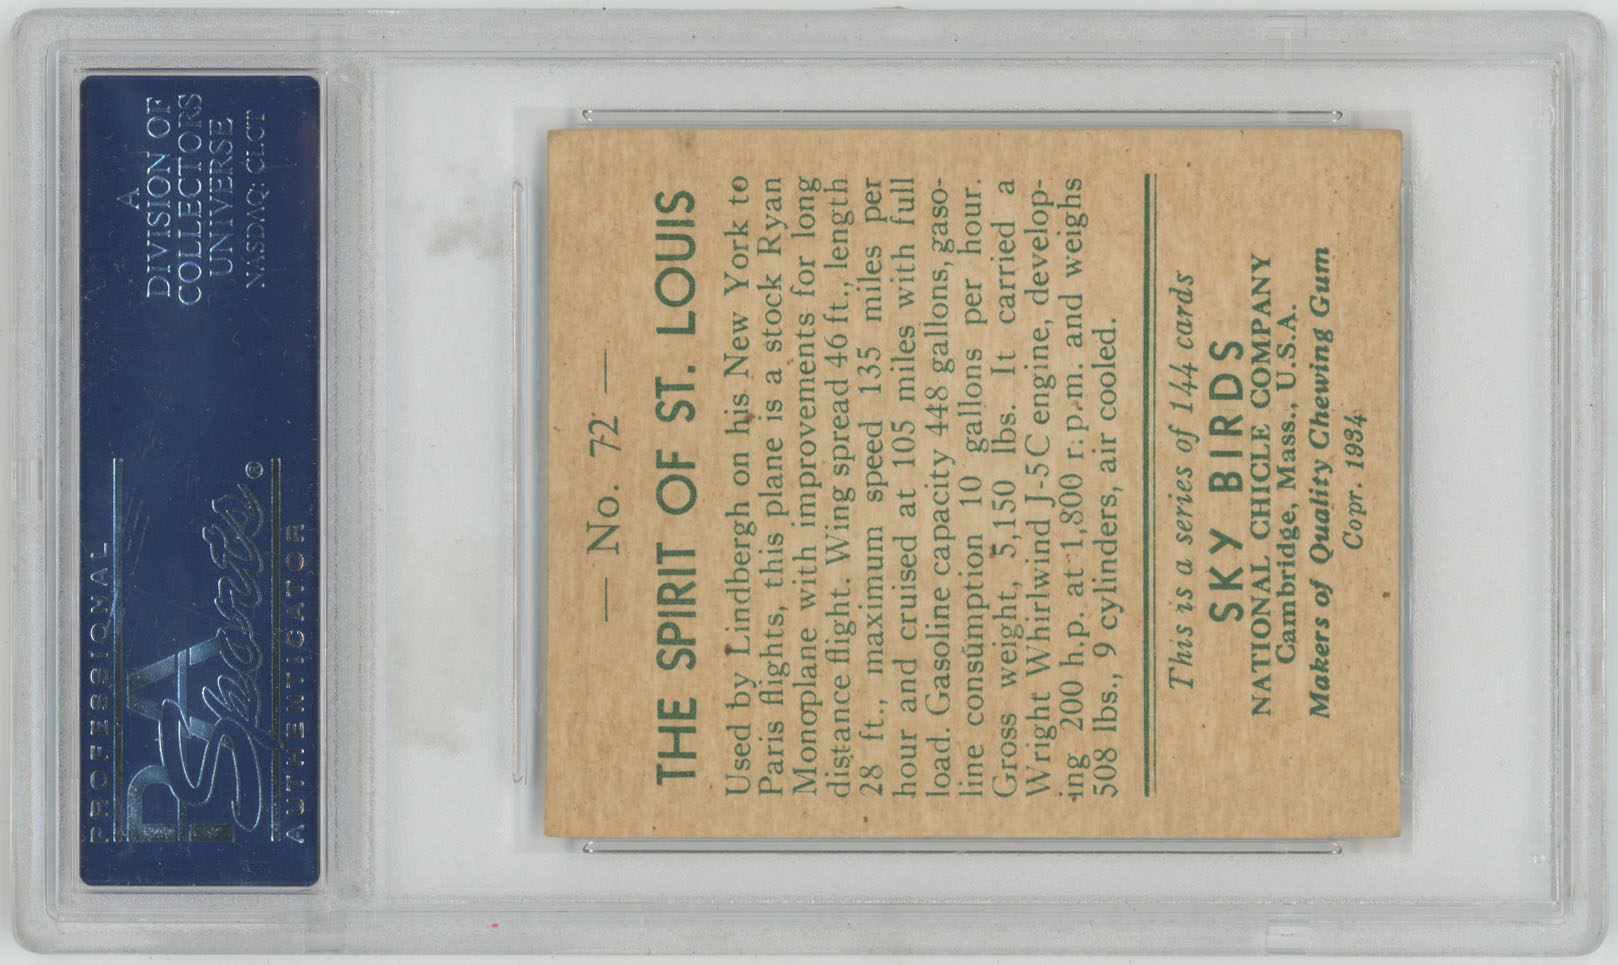 PROFESSIONAL
PSA
Sports®
AUTHENTICATOR
A
DIVISION OF
COLLECTORS
UNIVERSE
NASDAQ: CLCT
— No. 72 —
THE SPIRIT OF ST. LOUIS
Used by Lindbergh on his New York to
Paris flights, this plane is a stock Ryan
Monoplane with improvements for long
distance flight. Wing spread 46 ft., length
28 ft., maximum speed 135 miles per
hour and cruised at 105 miles with full
load. Gasoline capacity 448 gallons, gaso-
line consumption 10 gallons per hour.
Gross weight, 5,150 lbs. It carried a
Wright Whirlwind J-5C engine, develop-
ing 200 h.p. at 1,800 r.p.m. and weighs
508 lbs., 9 cylinders, air cooled.
This is a series of 144 cards
SKY BIRDS
NATIONAL CHICLE COMPANY
Cambridge, Mass., U.S.A.
Makers of Quality Chewing Gum
Copr. 1934